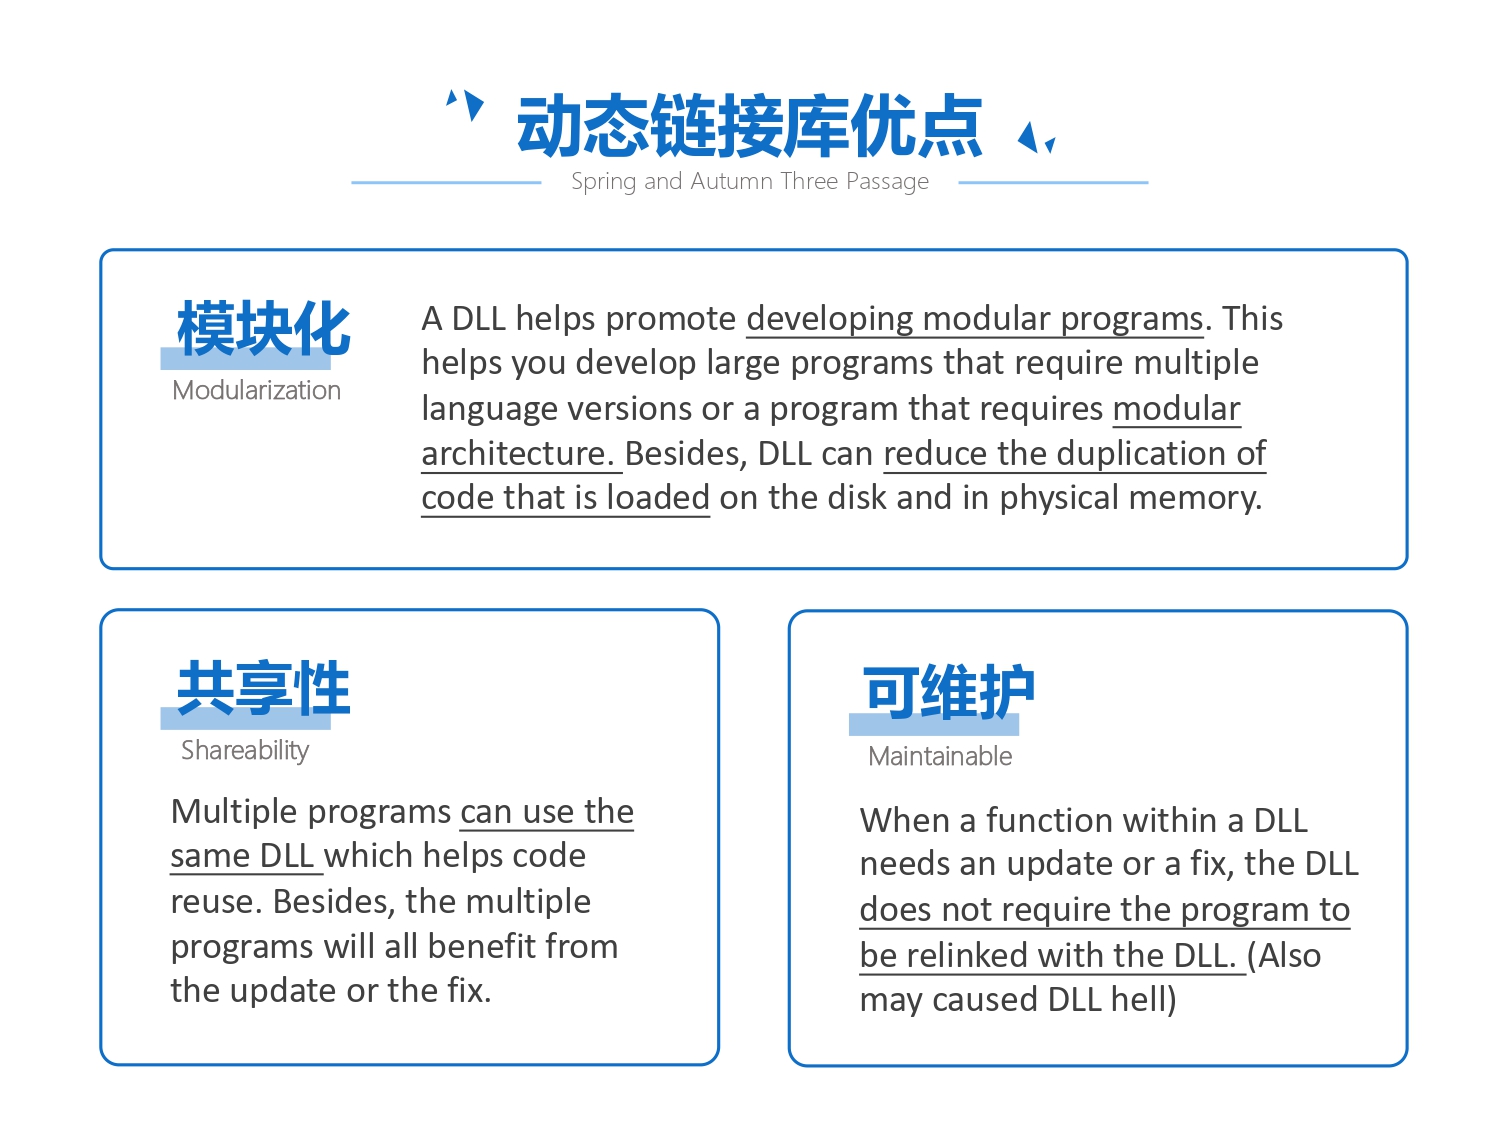 动态链接库优点
Spring and Autumn Three Passage
模块化
Modularization
A DLL helps promote developing modular programs. This
helps you develop large programs that require multiple
language versions or a program that requires modular
architecture. Besides, DLL can reduce the duplication of
code that is loaded on the disk and in physical memory.
共享性
Shareability
Multiple programs can use the
same DLL which helps code
reuse. Besides, the multiple
programs will all benefit from
the update or the fix.
可维护
Maintainable
When a function within a DLL
needs an update or a fix, the DLL
does not require the program to
be relinked with the DLL. (Also
may caused DLL hell)